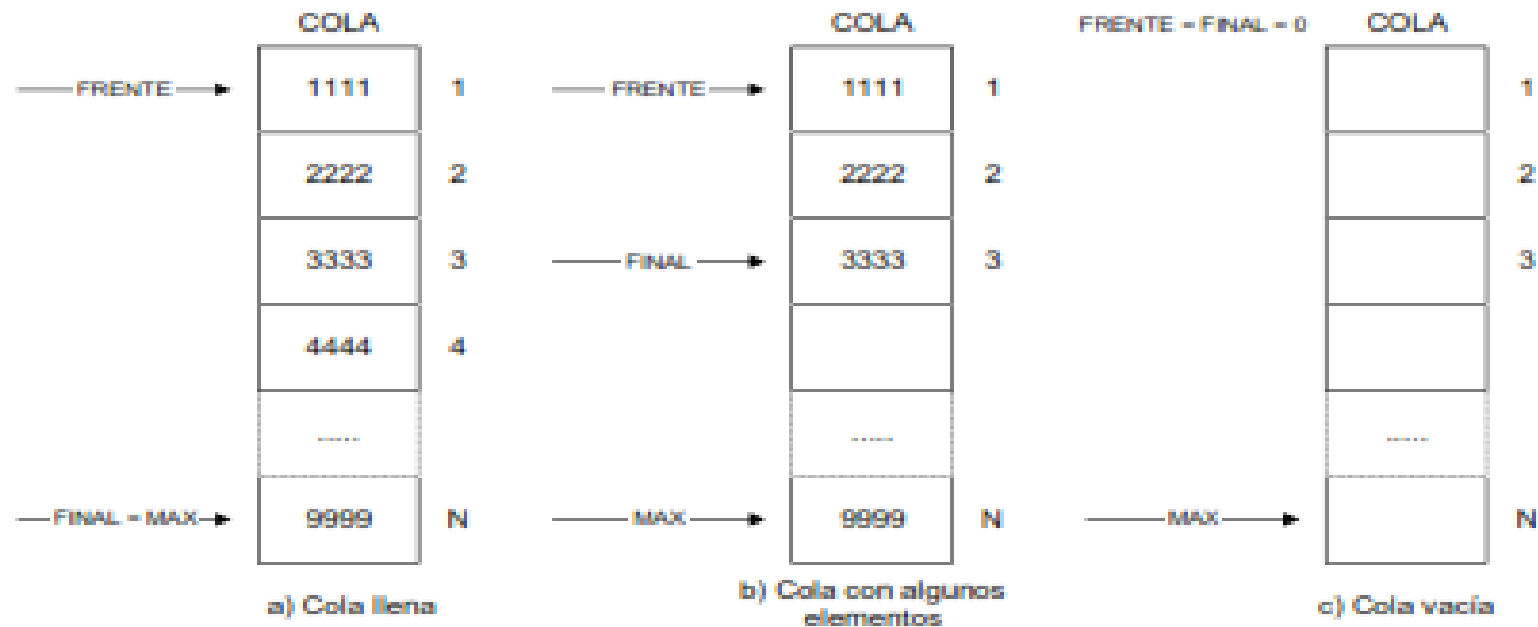 COLA
FRENTE
1111 1
2222 2
3333 3
4444 4
......
FINAL = MAX
9999 N
a) Cola llena
COLA
FRENTE
1111 1
2222 2
FINAL
3333 3
......
MAX
9999 N
b) Cola con algunos
elementos
FRENTE = FINAL = 0
COLA
1
2
3
......
MAX
N
c) Cola vacía